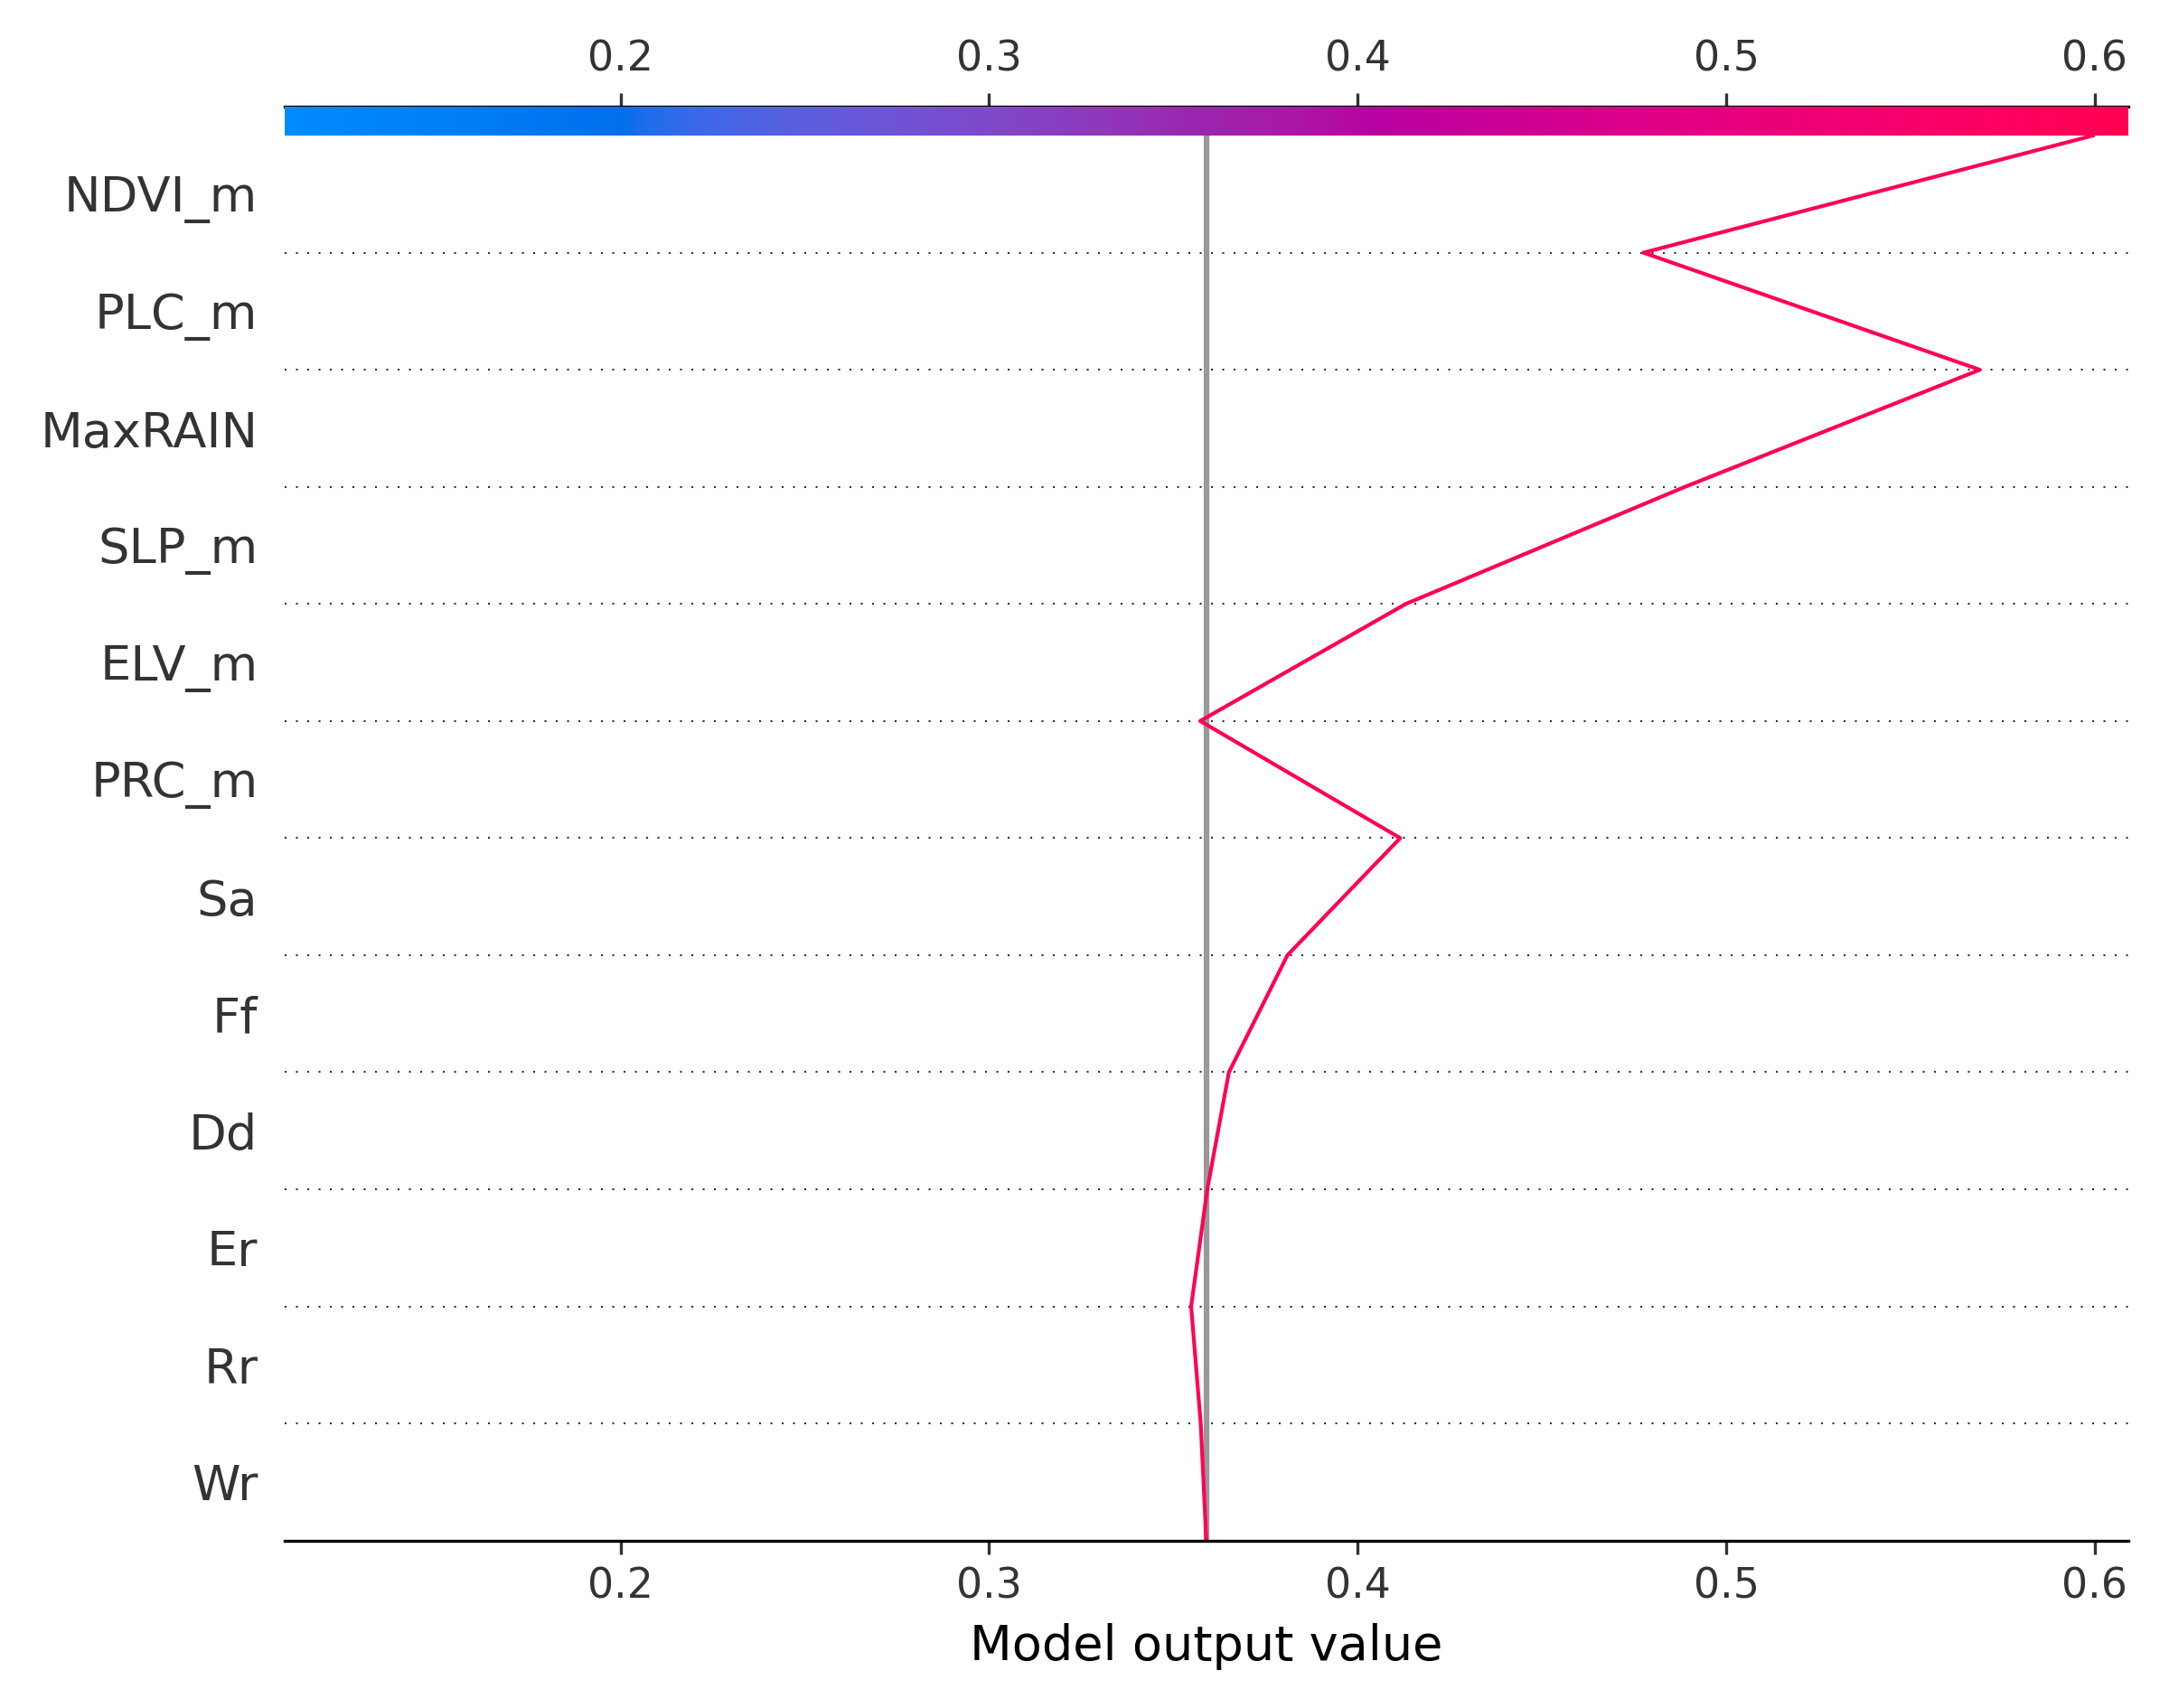 0.2 0.3 0.4 0.5 0.6
NDVI_m
PLC_m
MaxRAIN
SLP_m
ELV_m
PRC_m
Sa
Ff
Dd
Er
Rr
Wr
0.2 0.3 0.4 0.5 0.6
Model output value